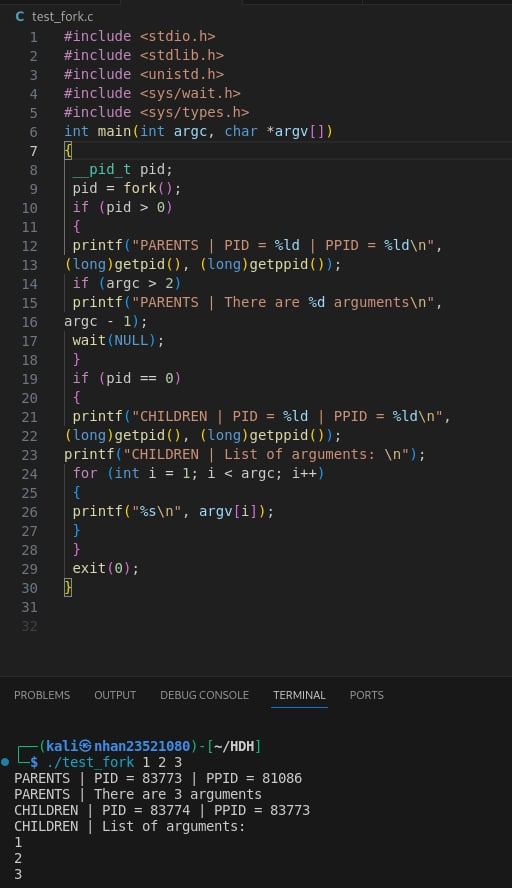 C test_fork.c
1 #include <stdio.h>
2 #include <stdlib.h>
3 #include <unistd.h>
4 #include <sys/wait.h>
5 #include <sys/types.h>
6 int main(int argc, char *argv[])
7 {
8 __pid_t pid;
9 pid = fork();
10 if (pid > 0)
11 {
12 printf("PARENTS | PID = %ld | PPID = %ld\n",
13 (long)getpid(), (long)getppid());
14 if (argc > 2)
15 printf("PARENTS | There are %d arguments\n",
16 argc - 1);
17 wait(NULL);
18 }
19 if (pid == 0)
20 {
21 printf("CHILDREN | PID = %ld | PPID = %ld\n",
22 (long)getpid(), (long)getppid());
23 printf("CHILDREN | List of arguments: \n");
24 for (int i = 1; i < argc; i++)
25 {
26 printf("%s\n", argv[i]);
27 }
28 }
29 exit(0);
30 }
31
32
PROBLEMS OUTPUT DEBUG CONSOLE TERMINAL PORTS
┌──(kali㉿nhan23521080)-[~/HDH]
└─$ ./test_fork 1 2 3
PARENTS | PID = 83773 | PPID = 81086
PARENTS | There are 3 arguments
CHILDREN | PID = 83774 | PPID = 83773
CHILDREN | List of arguments:
1
2
3